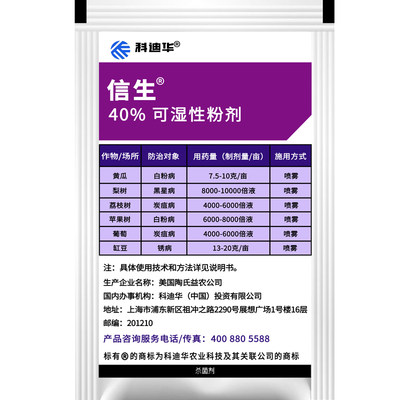 科迪华®
信生®
40% 可湿性粉剂
作物/场所 防治对象 用药量（制剂量/亩） 施用方式
黄瓜 白粉病 7.5-10克/亩 喷雾
梨树 黑星病 8000-10000倍液 喷雾
荔枝树 炭疽病 4000-6000倍液 喷雾
苹果树 白粉病 6000-8000倍液 喷雾
葡萄 炭疽病 4000-6000倍液 喷雾
豇豆 锈病 13-20克/亩 喷雾
注：具体使用技术和方法详见说明书。
生产企业名称：美国陶氏益农公司
国内办事机构：科迪华（中国）投资有限公司
地址：上海市浦东新区祖冲之路2290号展想广场1号楼16层
邮编：201210
产品咨询服务电话/传真：400 880 5588
标有®的商标为科迪华农业科技及其关联公司的商标
杀菌剂